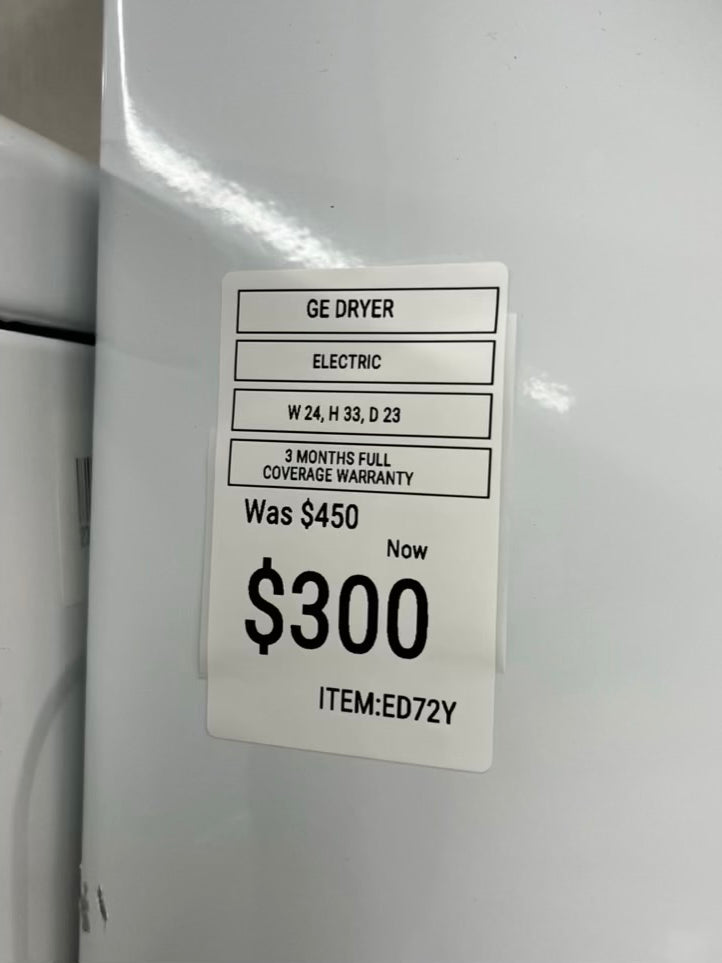 GE DRYER
ELECTRIC
W 24, H 33, D 23
3 MONTHS FULL
COVERAGE WARRANTY
Was $450
Now
$300
ITEM:ED72Y